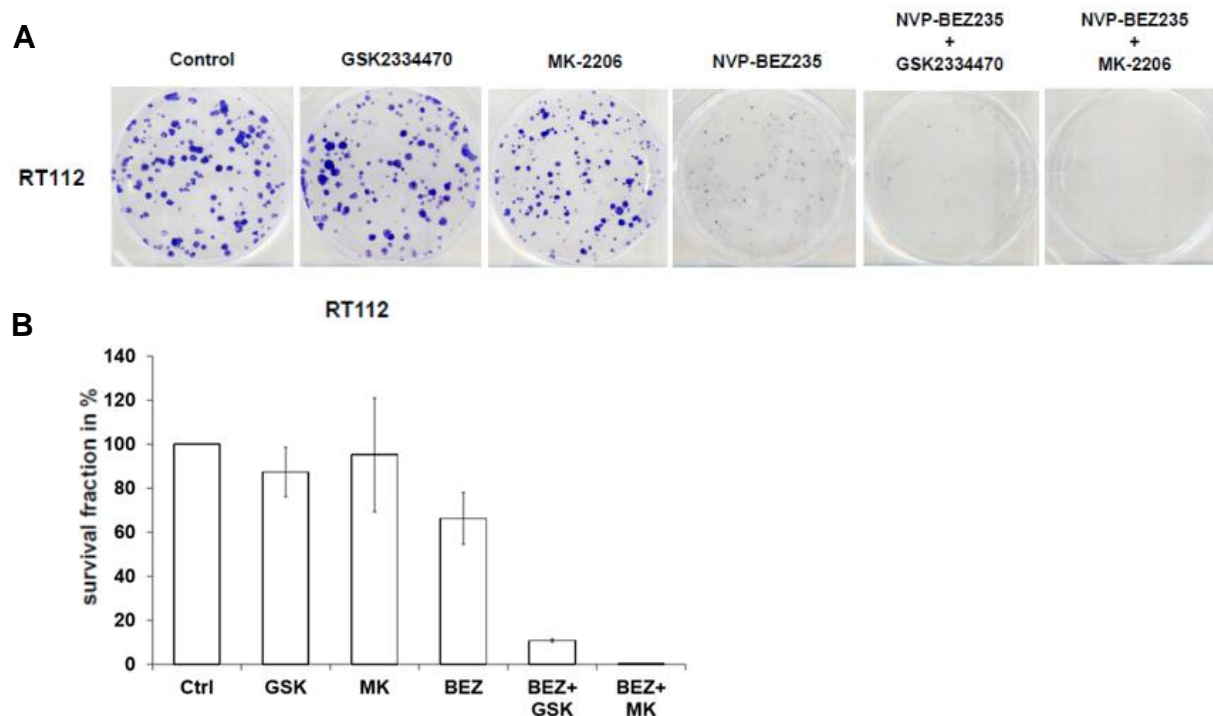 A
Control
GSK2334470
MK-2206
NVP-BEZ235
NVP-BEZ235
+
GSK2334470
NVP-BEZ235
+
MK-2206
RT112
B
RT112
survival fraction in %
140
120
100
80
60
40
20
0
Ctrl
GSK
MK
BEZ
BEZ+
GSK
BEZ+
MK